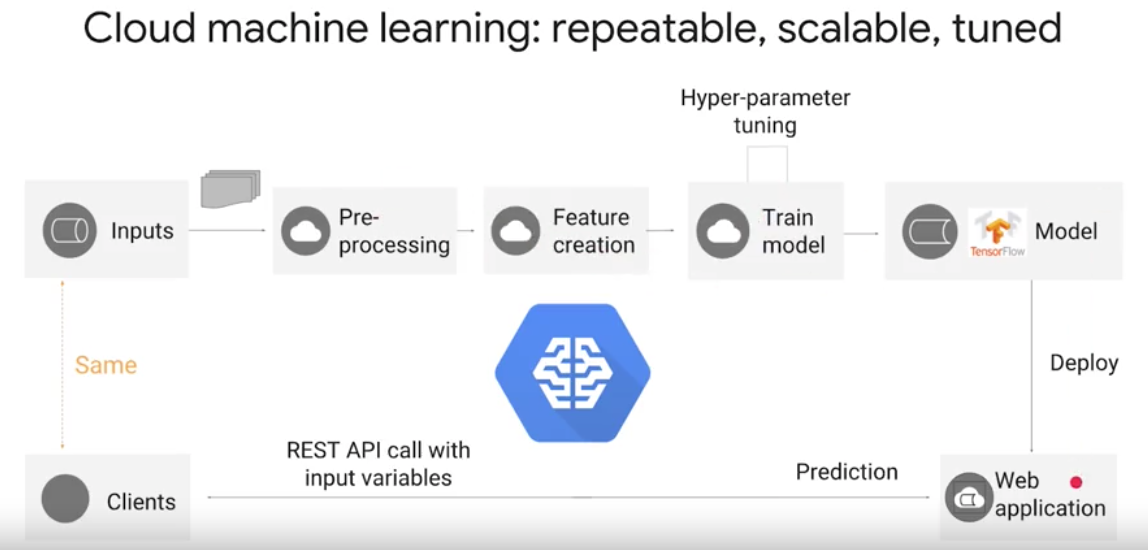 Cloud machine learning: repeatable, scalable, tuned
Hyper-parameter
tuning
Inputs
Pre-
processing
Feature
creation
Train
model
TensorFlow
Model
Same
Deploy
REST API call with
input variables
Prediction
Clients
Web
application